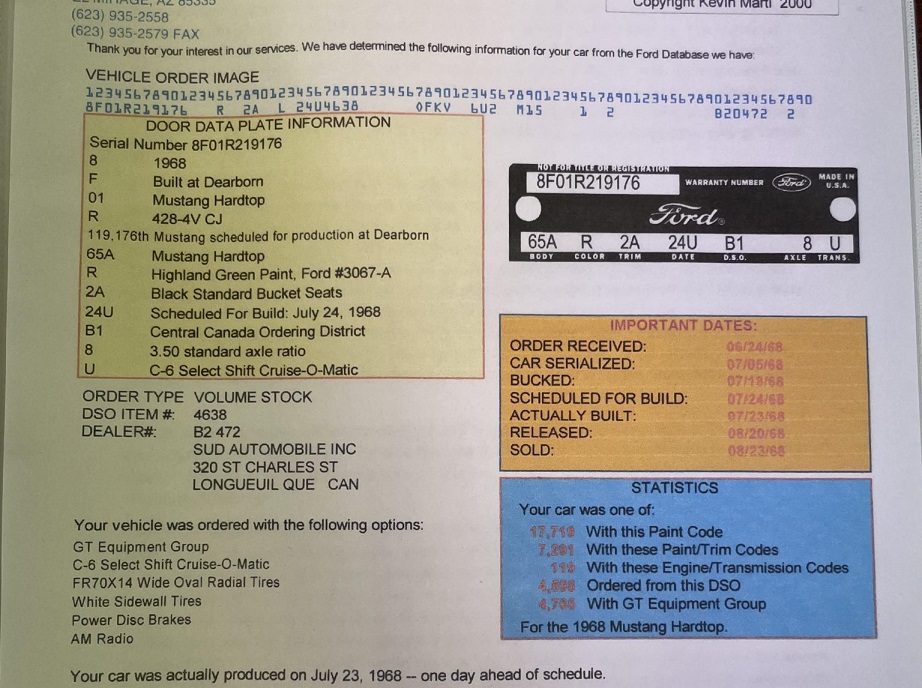 (623) 935-2558
(623) 935-2579 FAX
Copyright Kevin Marti 2000
Thank you for your interest in our services. We have determined the following information for your car from the Ford Database we have:
VEHICLE ORDER IMAGE
1234567890123456789012345678901234567890123456789012345678901234567890
8F01R219176 R 2A L 24U4638 OFKV 6U2 M15 1 2 B20472 2
DOOR DATA PLATE INFORMATION
Serial Number 8F01R219176
8 1968
F Built at Dearborn
01 Mustang Hardtop
R 428-4V CJ
119,176th Mustang scheduled for production at Dearborn
65A Mustang Hardtop
R Highland Green Paint, Ford #3067-A
2A Black Standard Bucket Seats
24U Scheduled For Build: July 24, 1968
B1 Central Canada Ordering District
8 3.50 standard axle ratio
U C-6 Select Shift Cruise-O-Matic
NOT FOR TITLE OR REGISTRATION
8F01R219176 WARRANTY NUMBER Ford MADE IN U.S.A.
Ford
65A R 2A 24U B1 8 U
BODY COLOR TRIM DATE D.S.O. AXLE TRANS.
ORDER TYPE VOLUME STOCK
DSO ITEM #: 4638
DEALER#: B2 472
SUD AUTOMOBILE INC
320 ST CHARLES ST
LONGUEUIL QUE CAN
IMPORTANT DATES:
ORDER RECEIVED: 06/24/68
CAR SERIALIZED: 07/05/68
BUCKED: 07/18/68
SCHEDULED FOR BUILD: 07/24/68
ACTUALLY BUILT: 07/23/68
RELEASED: 08/20/68
SOLD: 08/23/68
Your vehicle was ordered with the following options:
GT Equipment Group
C-6 Select Shift Cruise-O-Matic
FR70X14 Wide Oval Radial Tires
White Sidewall Tires
Power Disc Brakes
AM Radio
STATISTICS
Your car was one of:
With this Paint Code
With these Paint/Trim Codes
With these Engine/Transmission Codes
Ordered from this DSO
With GT Equipment Group
For the 1968 Mustang Hardtop.
Your car was actually produced on July 23, 1968 -- one day ahead of schedule.